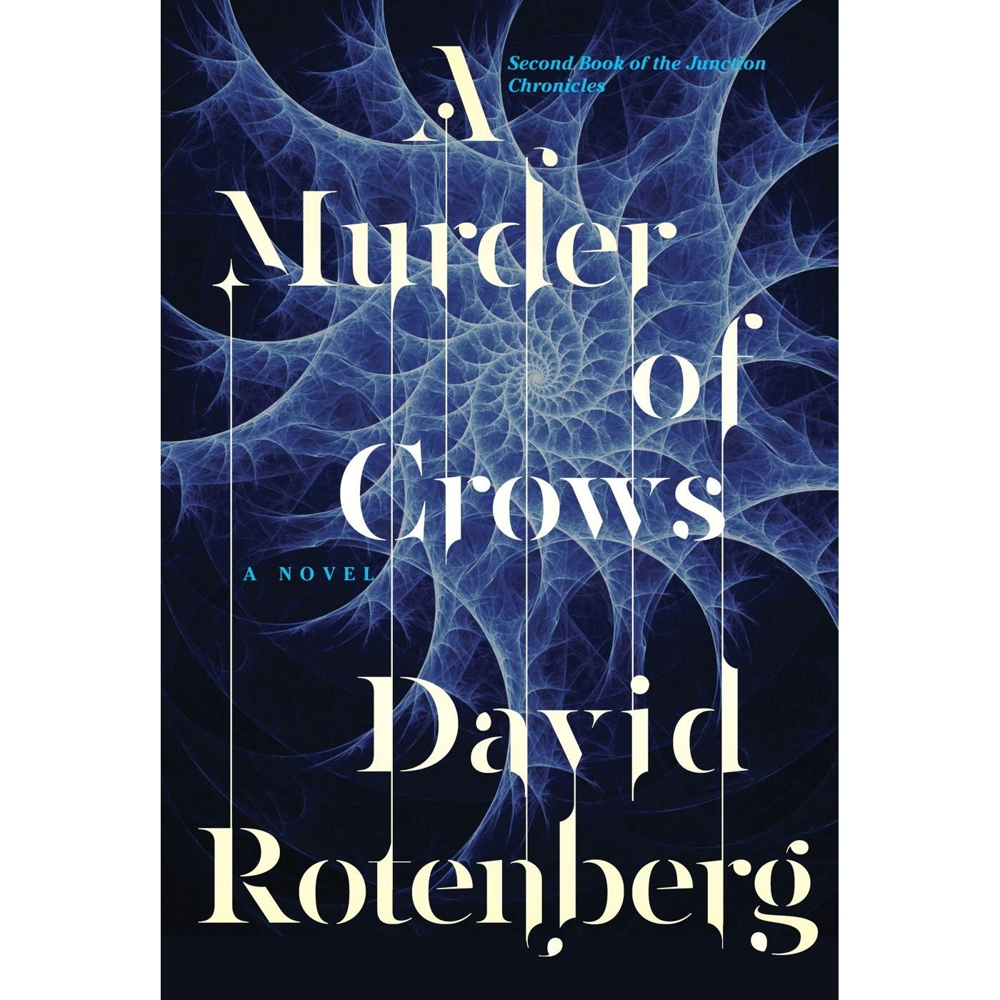 A
Second Book of the Junction
Chronicles
Murder
of
Crows
A NOVEL
David
Rotenberg